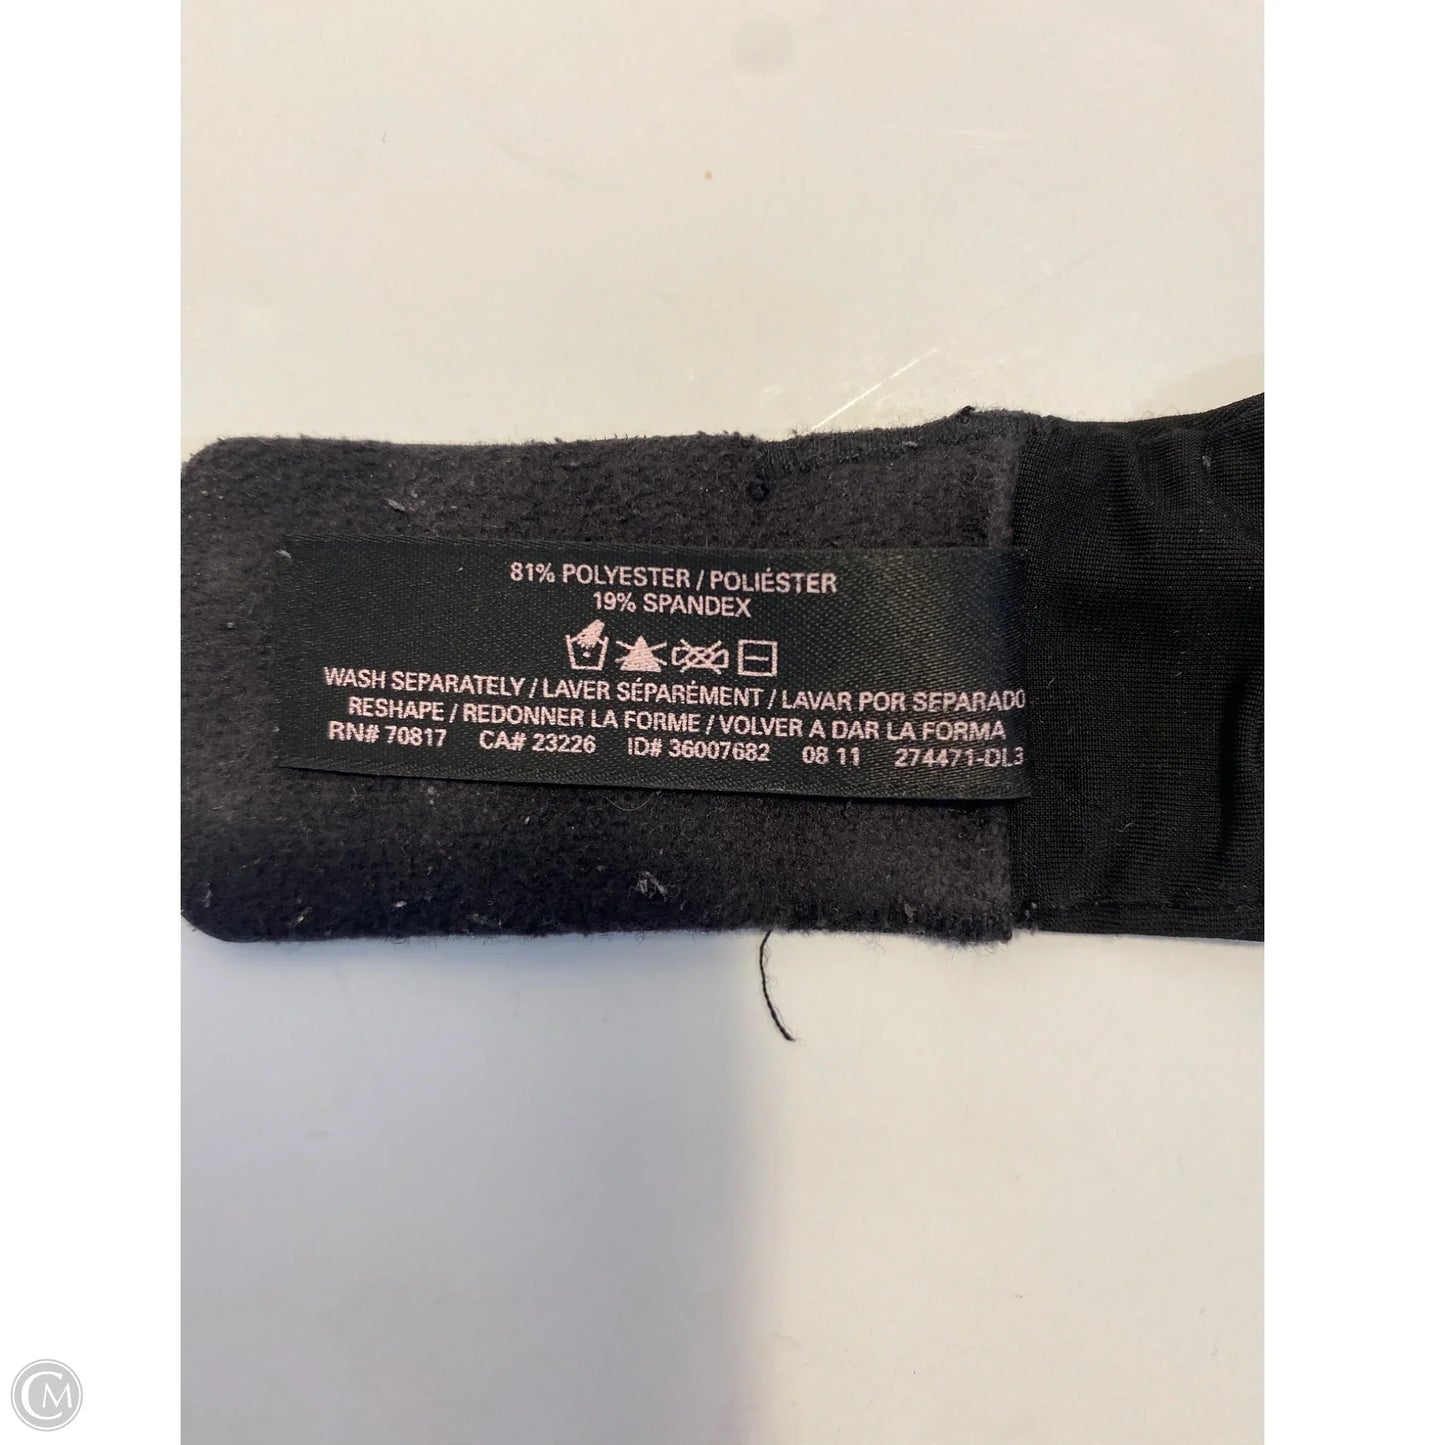 81% POLYESTER / POLIÉSTER
19% SPANDEX
WASH SEPARATELY / LAVER SÉPARÉMENT / LAVAR POR SEPARADO
RESHAPE / REDONNER LA FORME / VOLVER A DAR LA FORMA
RN# 70817 CA# 23226 ID# 36007682 08 11 274471-DL3
CM